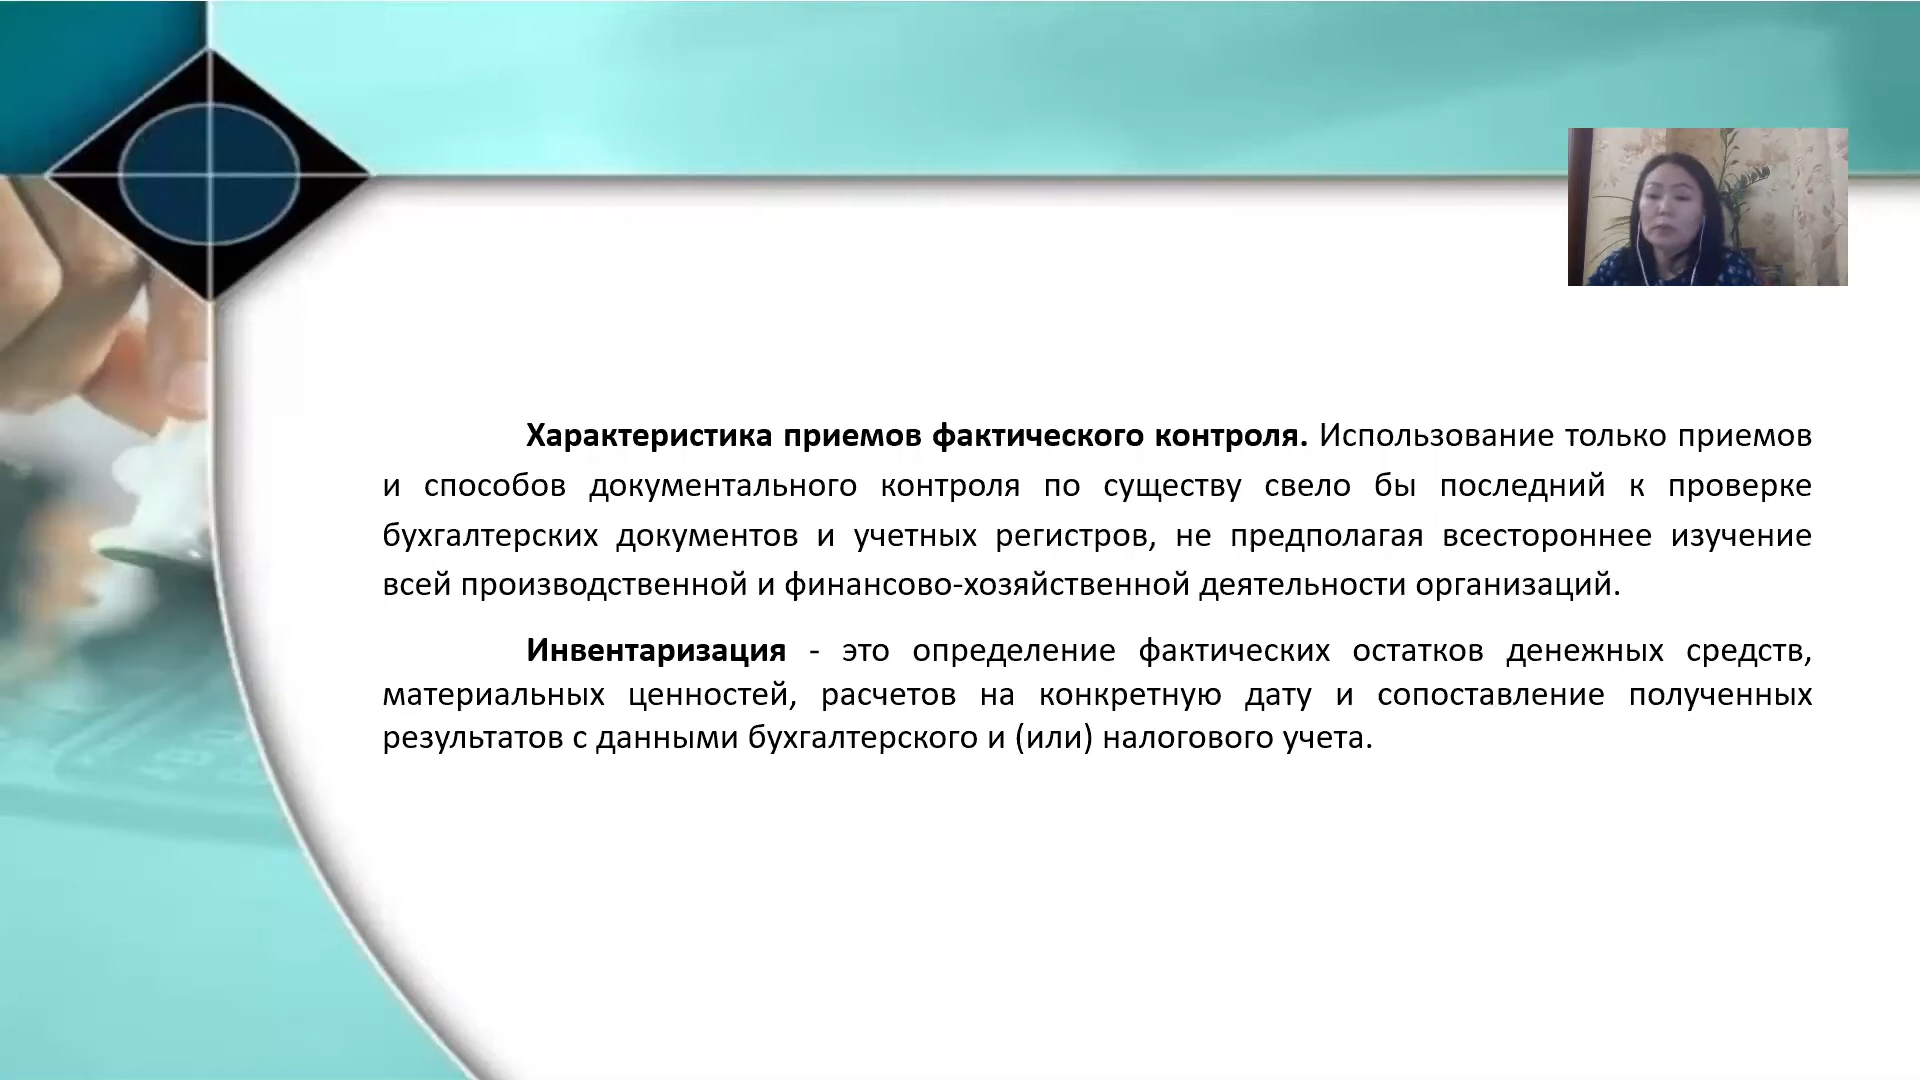 Характеристика приемов фактического контроля. Использование только приемов
и способов документального контроля по существу свело бы последний к проверке
бухгалтерских документов и учетных регистров, не предполагая всестороннее изучение
всей производственной и финансово-хозяйственной деятельности организаций.
Инвентаризация - это определение фактических остатков денежных средств,
материальных ценностей, расчетов на конкретную дату и сопоставление полученных
результатов с данными бухгалтерского и (или) налогового учета.